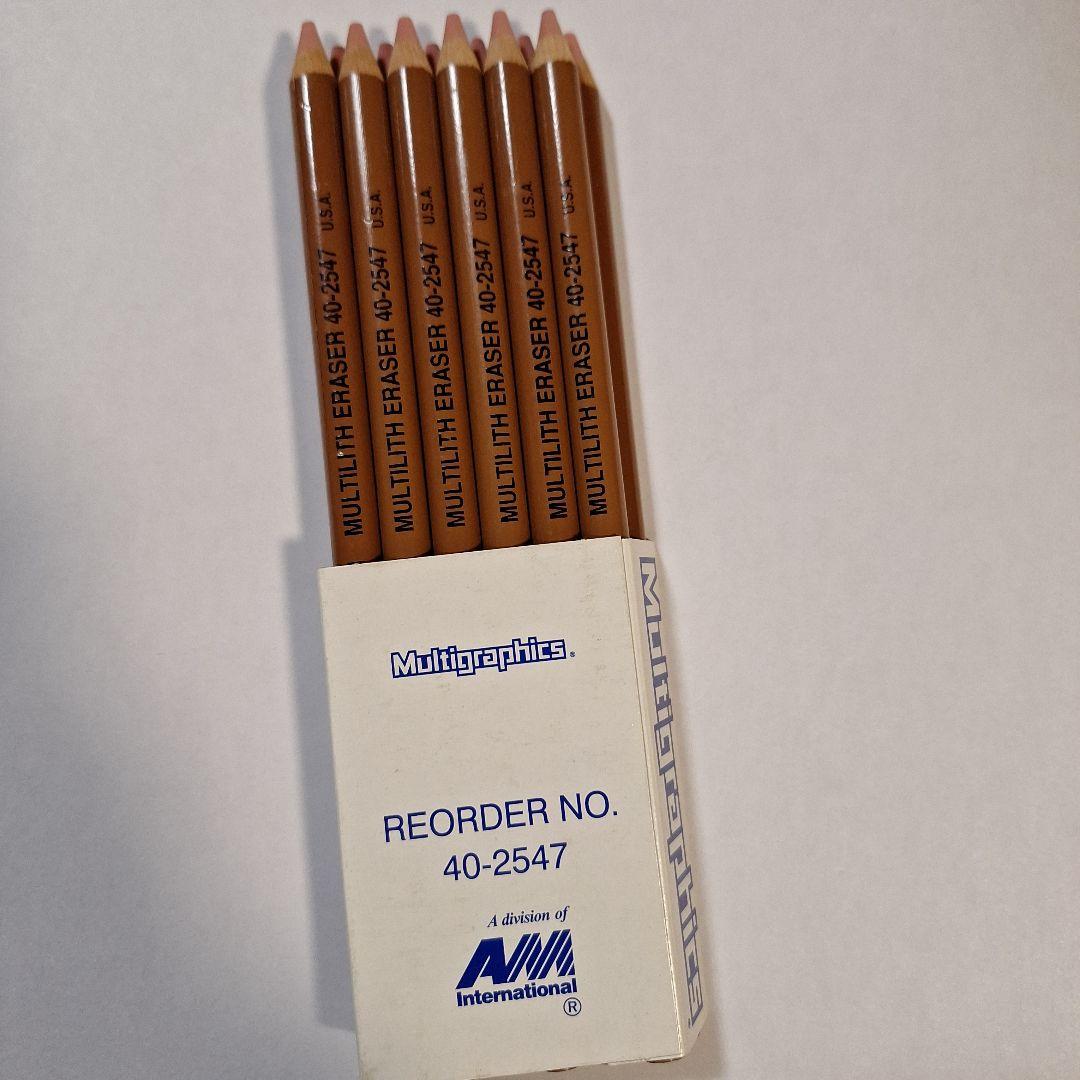 MULTILITH ERASER 40-2547 U.S.A.
MULTILITH ERASER 40-2547 U.S.A.
MULTILITH ERASER 40-2547 U.S.A.
MULTILITH ERASER 40-2547 U.S.A.
MULTILITH ERASER 40-2547 U.S.A.
MULTILITH ERASER 40-2547 U.S.A.
Multigraphics®
REORDER NO.
40-2547
A division of
AM
International
®
Multigraphics